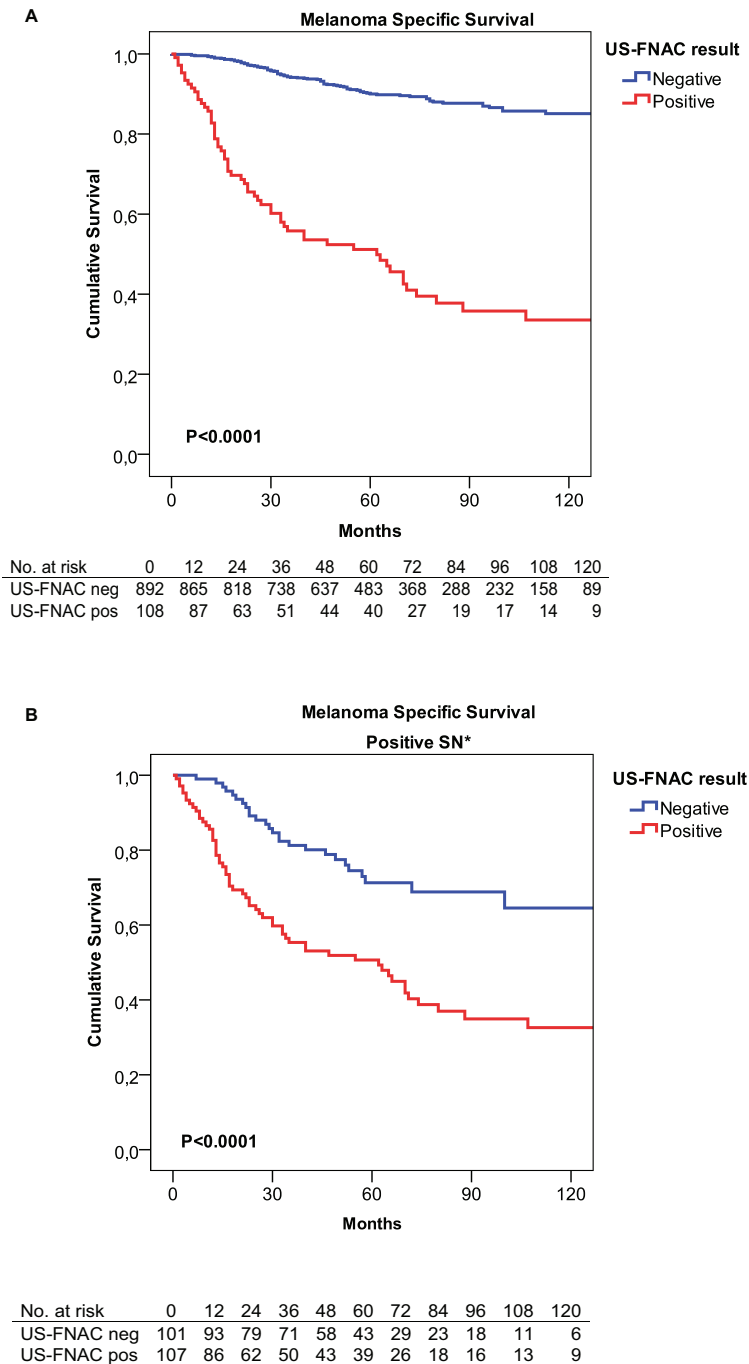 A
Melanoma Specific Survival
US-FNAC result
Negative
Positive
1,0
0,8
0,6
0,4
0,2
0,0
Cumulative Survival
P<0.0001
0 30 60 90 120
Months
No. at risk 0 12 24 36 48 60 72 84 96 108 120
US-FNAC neg 892 865 818 738 637 483 368 288 232 158 89
US-FNAC pos 108 87 63 51 44 40 27 19 17 14 9
B
Melanoma Specific Survival
Positive SN*
US-FNAC result
Negative
Positive
1,0
0,8
0,6
0,4
0,2
0,0
Cumulative Survival
P<0.0001
0 30 60 90 120
Months
No. at risk 0 12 24 36 48 60 72 84 96 108 120
US-FNAC neg 101 93 79 71 58 43 29 23 18 11 6
US-FNAC pos 107 86 62 50 43 39 26 18 16 13 9